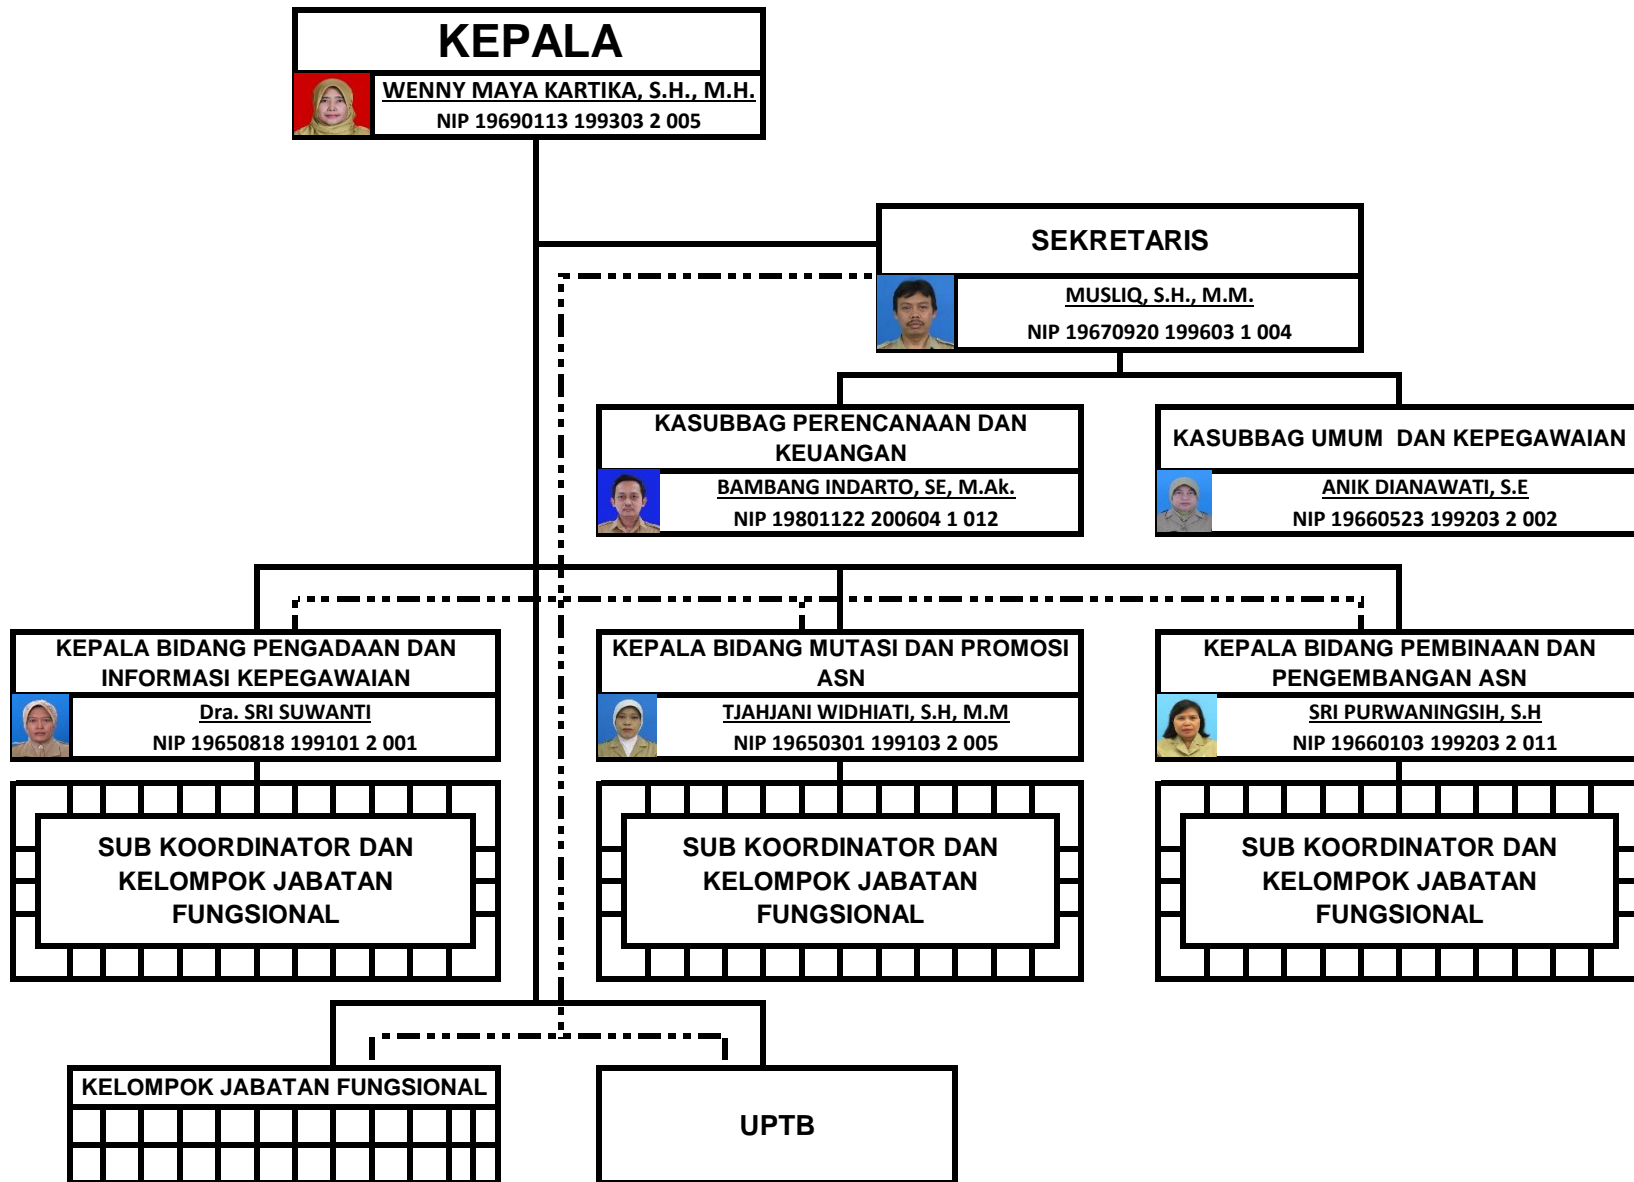 KEPALA
WENNY MAYA KARTIKA, S.H., M.H.
NIP 19690113 199303 2 005
SEKRETARIS
MUSLIQ, S.H., M.M.
NIP 19670920 199603 1 004
KASUBBAG PERENCANAAN DAN
KEUANGAN
BAMBANG INDARTO, SE, M.Ak.
NIP 19801122 200604 1 012
KASUBBAG UMUM DAN KEPEGAWAIAN
ANIK DIANAWATI, S.E
NIP 19660523 199203 2 002
KEPALA BIDANG PENGADAAN DAN
INFORMASI KEPEGAWAIAN
Dra. SRI SUWANTI
NIP 19650818 199101 2 001
KEPALA BIDANG MUTASI DAN PROMOSI
ASN
TJAHJANI WIDHIATI, S.H, M.M
NIP 19650301 199103 2 005
KEPALA BIDANG PEMBINAAN DAN
PENGEMBANGAN ASN
SRI PURWANINGSIH, S.H
NIP 19660103 199203 2 011
SUB KOORDINATOR DAN
KELOMPOK JABATAN
FUNGSIONAL
SUB KOORDINATOR DAN
KELOMPOK JABATAN
FUNGSIONAL
SUB KOORDINATOR DAN
KELOMPOK JABATAN
FUNGSIONAL
KELOMPOK JABATAN FUNGSIONAL
UPTB